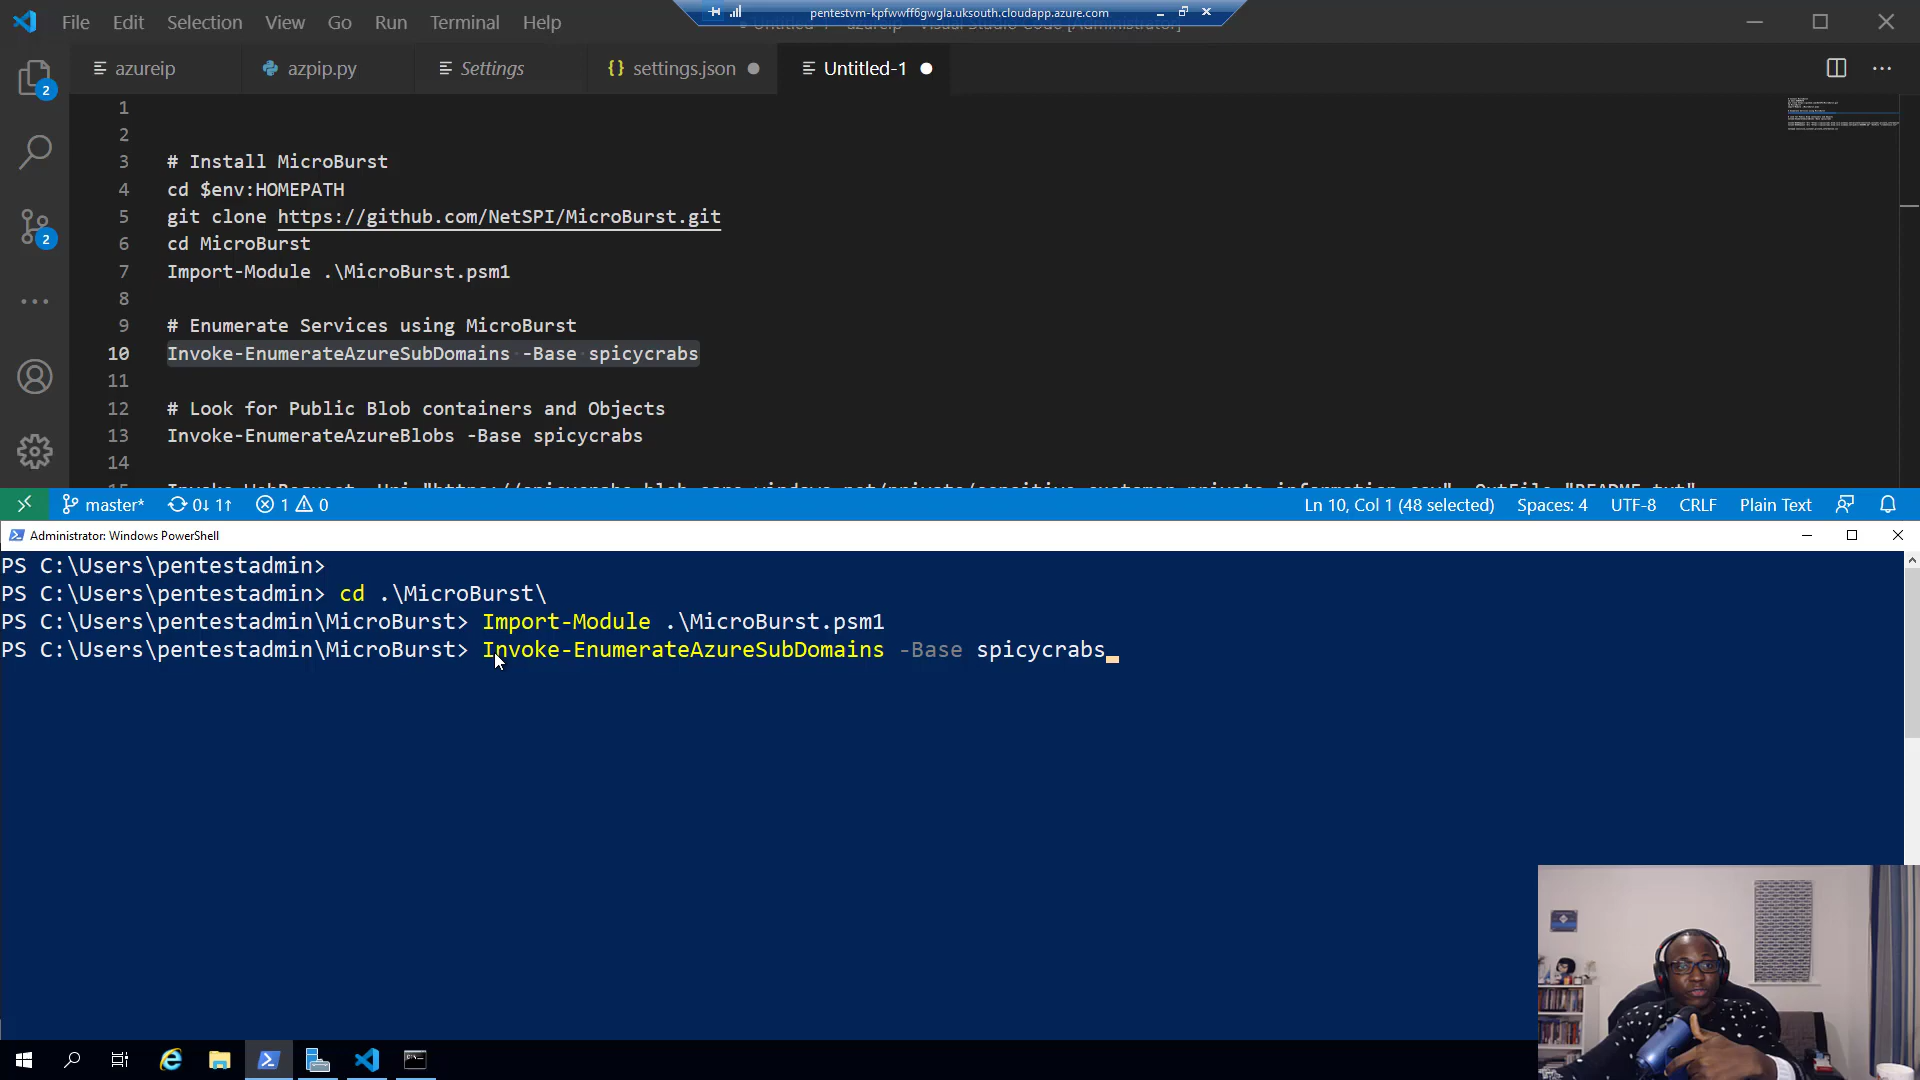 File Edit Selection View Go Run Terminal Help
pentestvm-kpfwwff6gwgla.uksouth.cloudapp.azure.com
azureip azpip.py Settings {} settings.json Untitled-1
1
2
3 # Install MicroBurst
4 cd $env:HOMEPATH
5 git clone https://github.com/NetSPI/MicroBurst.git
6 cd MicroBurst
7 Import-Module .\MicroBurst.psm1
8
9 # Enumerate Services using MicroBurst
10 Invoke-EnumerateAzureSubDomains -Base spicycrabs
11
12 # Look for Public Blob containers and Objects
13 Invoke-EnumerateAzureBlobs -Base spicycrabs
14
2
2
master* 0↓ 1↑ 1 0 Ln 10, Col 1 (48 selected) Spaces: 4 UTF-8 CRLF Plain Text
Administrator: Windows PowerShell
PS C:\Users\pentestadmin>
PS C:\Users\pentestadmin> cd .\MicroBurst\
PS C:\Users\pentestadmin\MicroBurst> Import-Module .\MicroBurst.psm1
PS C:\Users\pentestadmin\MicroBurst> Invoke-EnumerateAzureSubDomains -Base spicycrabs